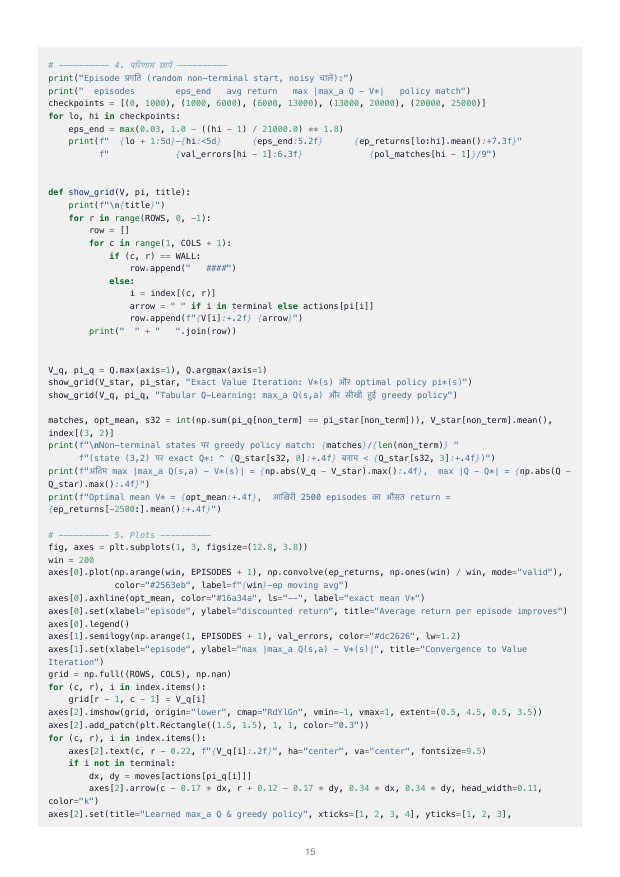 # ---------- 4. परिणाम छापें ----------
print("Episode प्रगति (random non-terminal start, noisy चालें):")
print("  episodes        eps_end   avg return   max |max_a Q - V*|   policy match")
checkpoints = [(0, 1000), (1000, 6000), (6000, 13000), (13000, 20000), (20000, 25000)]
for lo, hi in checkpoints:
    eps_end = max(0.03, 1.0 - ((hi - 1) / 21000.0) ** 1.8)
    print(f"  {lo + 1:5d}-{hi:<5d}      {eps_end:5.2f}      {ep_returns[lo:hi].mean():+7.3f}"
          f"             {val_errors[hi - 1]:6.3f}             {pol_matches[hi - 1]}/9")
def show_grid(V, pi, title):
    print(f"\n{title}")
    for r in range(ROWS, 0, -1):
        row = []
        for c in range(1, COLS + 1):
            if (c, r) == WALL:
                row.append("   ####")
            else:
                i = index[(c, r)]
                arrow = " " if i in terminal else actions[pi[i]]
                row.append(f"{V[i]:+.2f} {arrow}")
        print("  " + "   ".join(row))
V_q, pi_q = Q.max(axis=1), Q.argmax(axis=1)
show_grid(V_star, pi_star, "Exact Value Iteration: V*(s) और optimal policy pi*(s)")
show_grid(V_q, pi_q, "Tabular Q-Learning: max_a Q(s,a) और सीखी हुई greedy policy")
matches, opt_mean, s32 = int(np.sum(pi_q[non_term] == pi_star[non_term])), V_star[non_term].mean(),
index[(3, 2)]
print(f"\nNon-terminal states पर greedy policy match: {matches}/{len(non_term)} "
      f"(state (3,2) पर exact Q*: ^ {Q_star[s32, 0]:+.4f} बनाम < {Q_star[s32, 3]:+.4f})")
print(f"अंतिम max |max_a Q(s,a) - V*(s)| = {np.abs(V_q - V_star).max():.4f},  max |Q - Q*| = {np.abs(Q -
Q_star).max():.4f}")
print(f"Optimal mean V* = {opt_mean:+.4f},  आखिरी 2500 episodes का औसत return =
{ep_returns[-2500:].mean():+.4f}")
# ---------- 5. Plots ----------
fig, axes = plt.subplots(1, 3, figsize=(12.8, 3.8))
win = 200
axes[0].plot(np.arange(win, EPISODES + 1), np.convolve(ep_returns, np.ones(win) / win, mode="valid"),
             color="#2563eb", label=f"{win}-ep moving avg")
axes[0].axhline(opt_mean, color="#16a34a", ls="--", label="exact mean V*")
axes[0].set(xlabel="episode", ylabel="discounted return", title="Average return per episode improves")
axes[0].legend()
axes[1].semilogy(np.arange(1, EPISODES + 1), val_errors, color="#dc2626", lw=1.2)
axes[1].set(xlabel="episode", ylabel="max |max_a Q(s,a) - V*(s)|", title="Convergence to Value
Iteration")
grid = np.full((ROWS, COLS), np.nan)
for (c, r), i in index.items():
    grid[r - 1, c - 1] = V_q[i]
axes[2].imshow(grid, origin="lower", cmap="RdYlGn", vmin=-1, vmax=1, extent=(0.5, 4.5, 0.5, 3.5))
axes[2].add_patch(plt.Rectangle((1.5, 1.5), 1, 1, color="0.3"))
for (c, r), i in index.items():
    axes[2].text(c, r - 0.22, f"{V_q[i]:.2f}", ha="center", va="center", fontsize=9.5)
    if i not in terminal:
        dx, dy = moves[actions[pi_q[i]]]
        axes[2].arrow(c - 0.17 * dx, r + 0.12 - 0.17 * dy, 0.34 * dx, 0.34 * dy, head_width=0.11,
color="k")
axes[2].set(title="Learned max_a Q & greedy policy", xticks=[1, 2, 3, 4], yticks=[1, 2, 3],
15